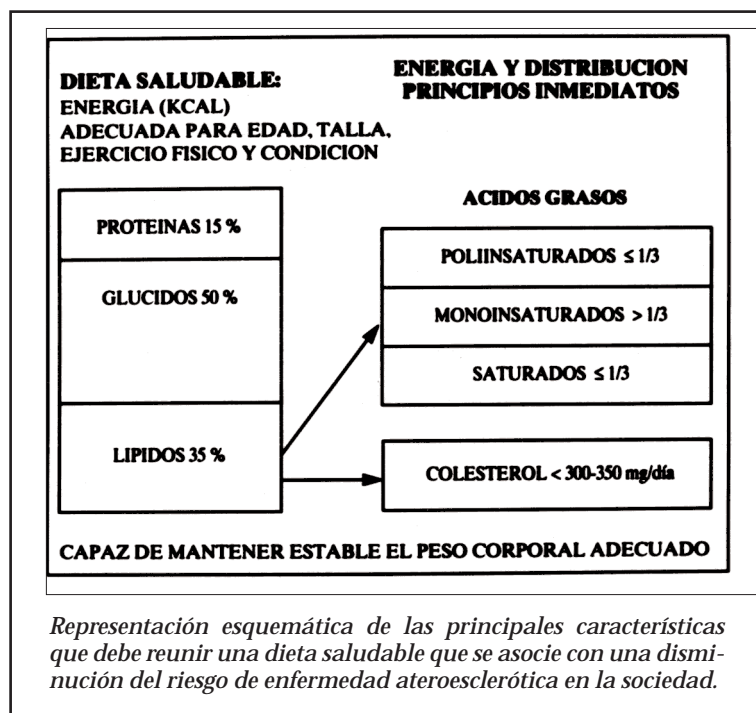 DIETA SALUDABLE:
ENERGIA (KCAL)
ADECUADA PARA EDAD, TALLA,
EJERCICIO FISICO Y CONDICION
ENERGIA Y DISTRIBUCION
PRINCIPIOS INMEDIATOS
PROTEINAS 15 %
GLUCIDOS 50 %
LIPIDOS 35 %
ACIDOS GRASOS
POLIINSATURADOS ≤ 1/3
MONOINSATURADOS > 1/3
SATURADOS ≤ 1/3
COLESTEROL < 300-350 mg/día
CAPAZ DE MANTENER ESTABLE EL PESO CORPORAL ADECUADO
Representación esquemática de las principales características
que debe reunir una dieta saludable que se asocie con una dismi-
nución del riesgo de enfermedad ateroesclerótica en la sociedad.